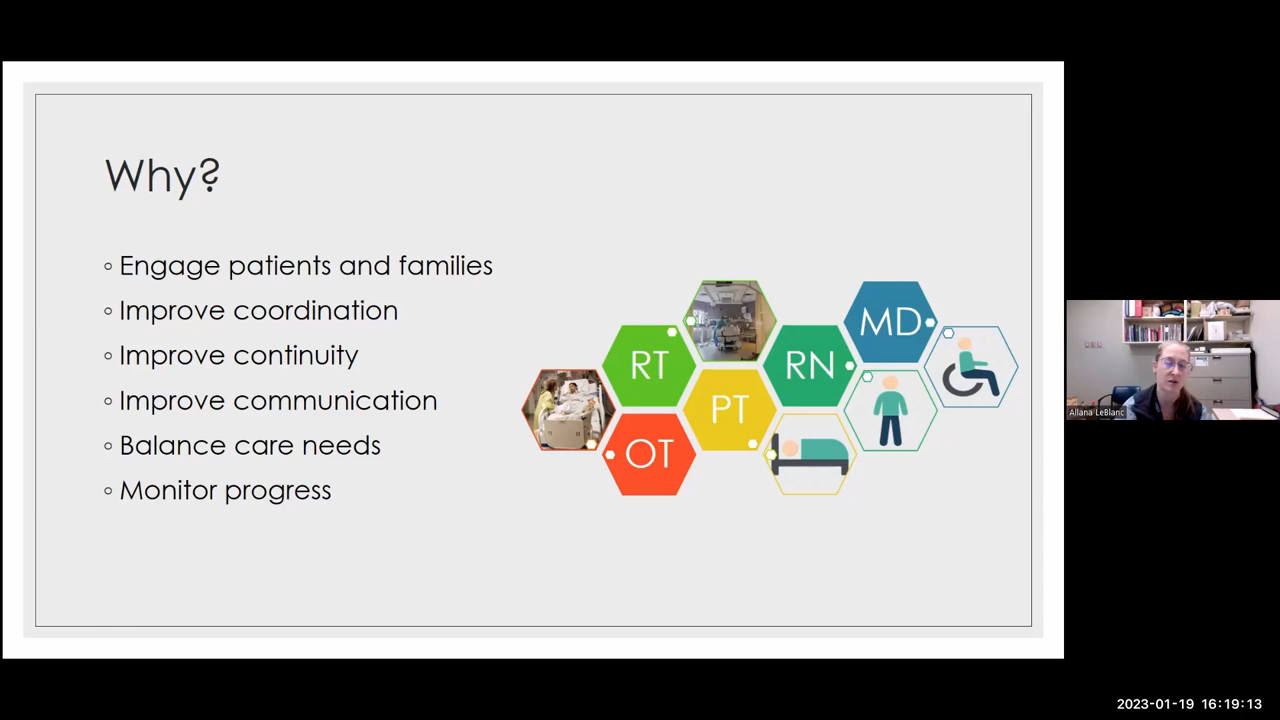 Why?
◦ Engage patients and families
◦ Improve coordination
◦ Improve continuity
◦ Improve communication
◦ Balance care needs
◦ Monitor progress
MD
RT
RN
PT
OT
Allana LeBlanc
2023-01-19 16:19:13